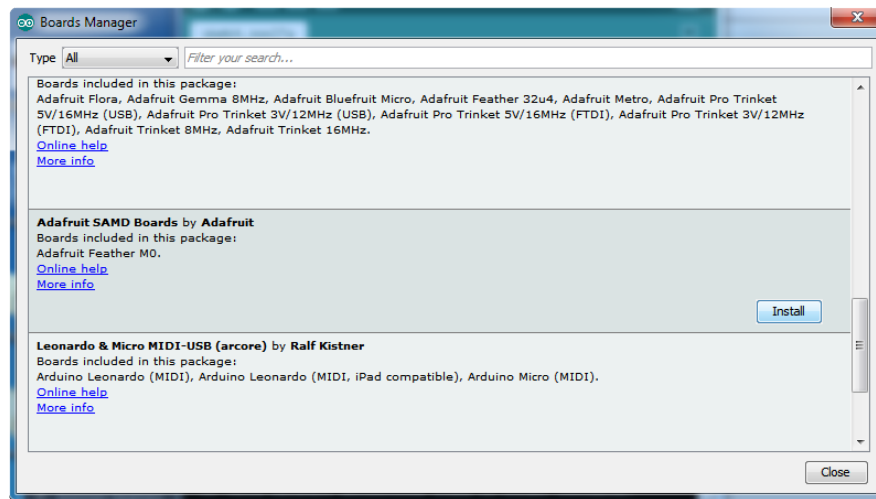 Boards Manager
Type All Filter your search...
Boards included in this package:
Adafruit Flora, Adafruit Gemma 8MHz, Adafruit Bluefruit Micro, Adafruit Feather 32u4, Adafruit Metro, Adafruit Pro Trinket
5V/16MHz (USB), Adafruit Pro Trinket 3V/12MHz (USB), Adafruit Pro Trinket 5V/16MHz (FTDI), Adafruit Pro Trinket 3V/12MHz
(FTDI), Adafruit Trinket 8MHz, Adafruit Trinket 16MHz.
Online help
More info
Adafruit SAMD Boards by Adafruit
Boards included in this package:
Adafruit Feather M0.
Online help
More info
Install
Leonardo & Micro MIDI-USB (arcore) by Ralf Kistner
Boards included in this package:
Arduino Leonardo (MIDI), Arduino Leonardo (MIDI, iPad compatible), Arduino Micro (MIDI).
Online help
More info
Close